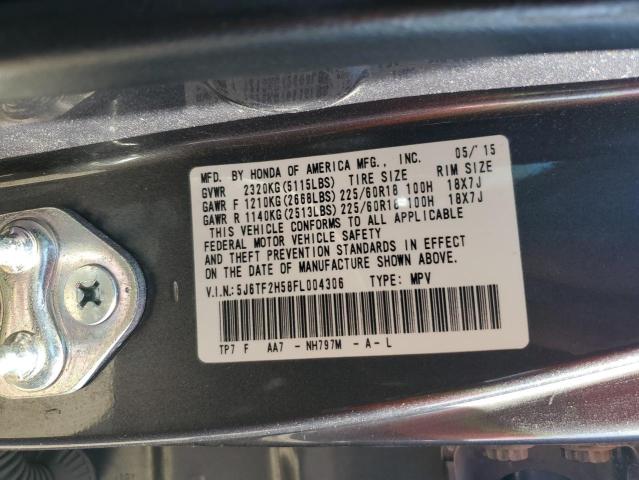 MFD. BY HONDA OF AMERICA MFG., INC. 05/'15
GVWR 2320KG(5115LBS) TIRE SIZE RIM SIZE
GAWR F 1210KG(2668LBS) 225/60R18 100H 18X7J
GAWR R 1140KG(2513LBS) 225/60R18 100H 18X7J
THIS VEHICLE CONFORMS TO ALL APPLICABLE
FEDERAL MOTOR VEHICLE SAFETY
AND THEFT PREVENTION STANDARDS IN EFFECT
ON THE DATE OF MANUFACTURE SHOWN ABOVE.
V.I.N.:5J6TF2H58FL004306 TYPE: MPV
TP7 F AA7 - NH797M - A - L